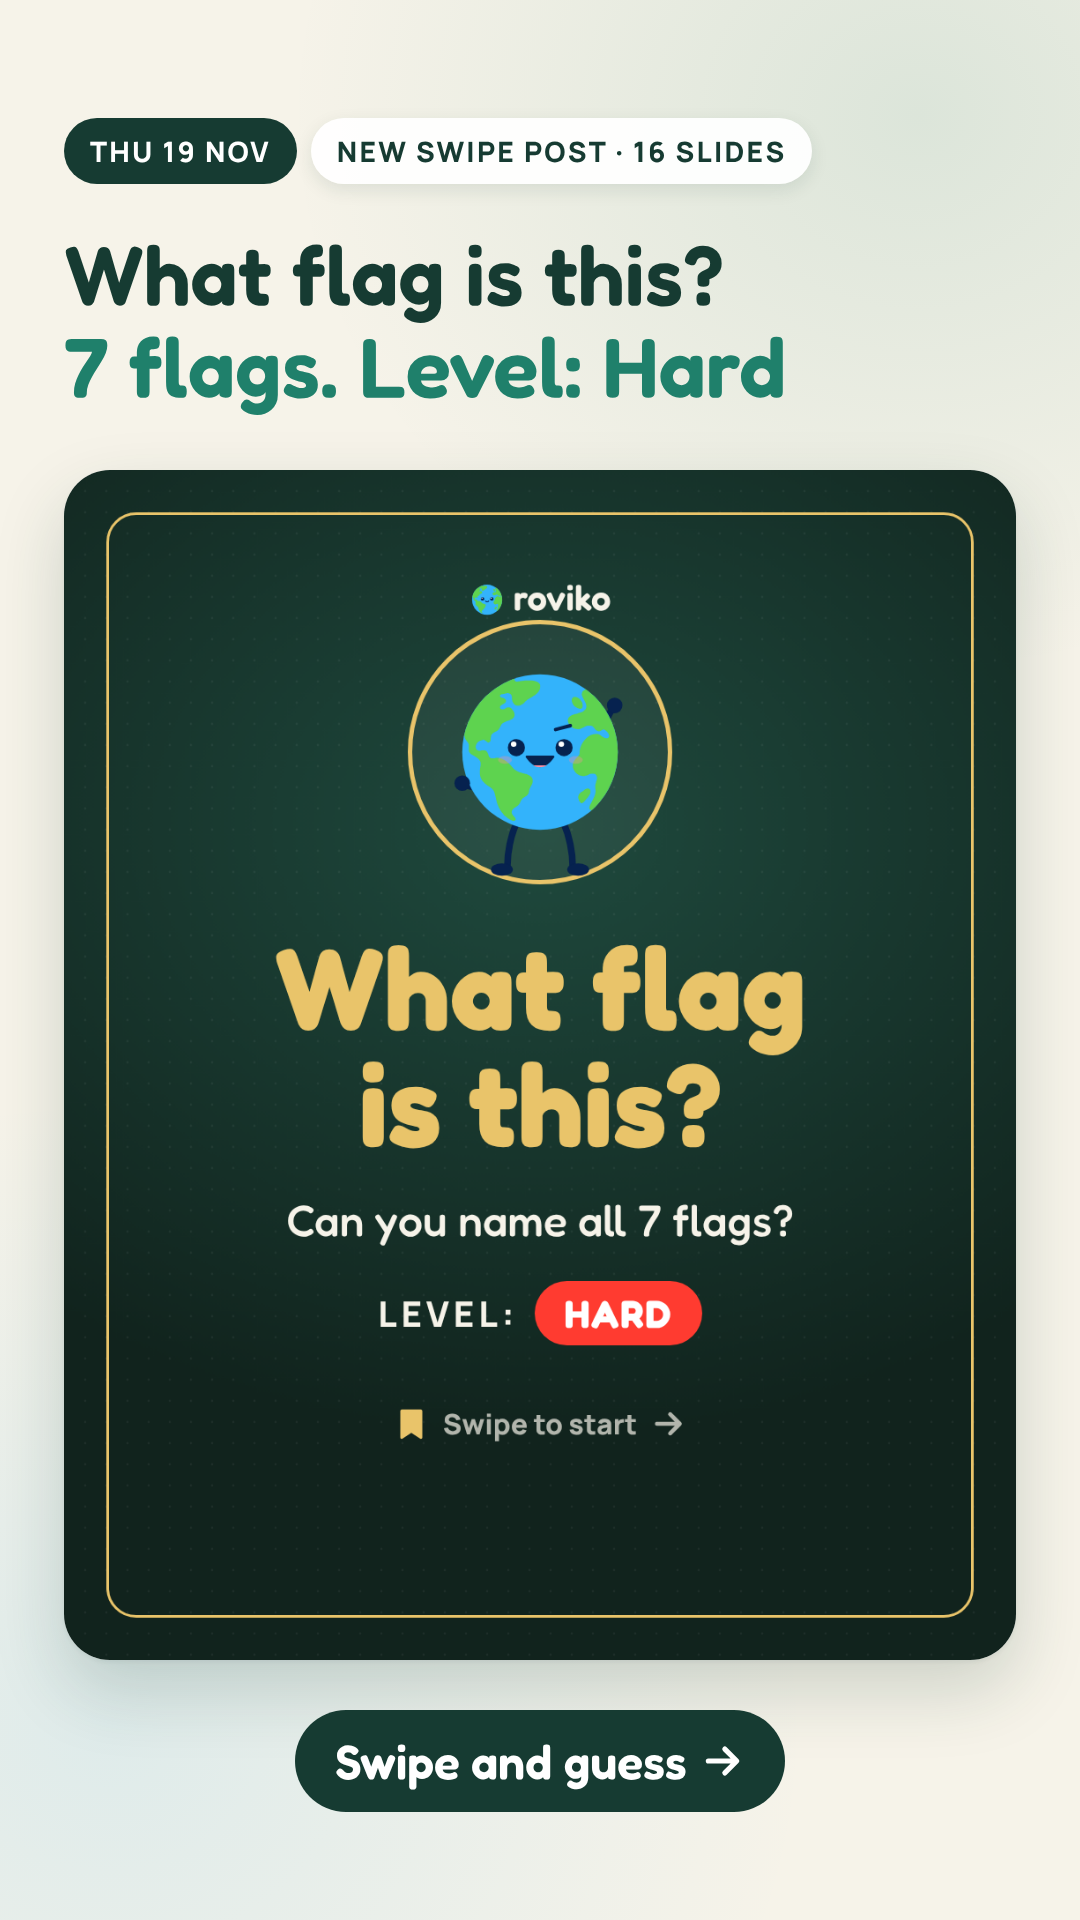 THU 19 NOV
NEW SWIPE POST · 16 SLIDES
What flag is this?
7 flags. Level: Hard
roviko
What flag
is this?
Can you name all 7 flags?
LEVEL: HARD
Swipe to start →
Swipe and guess →